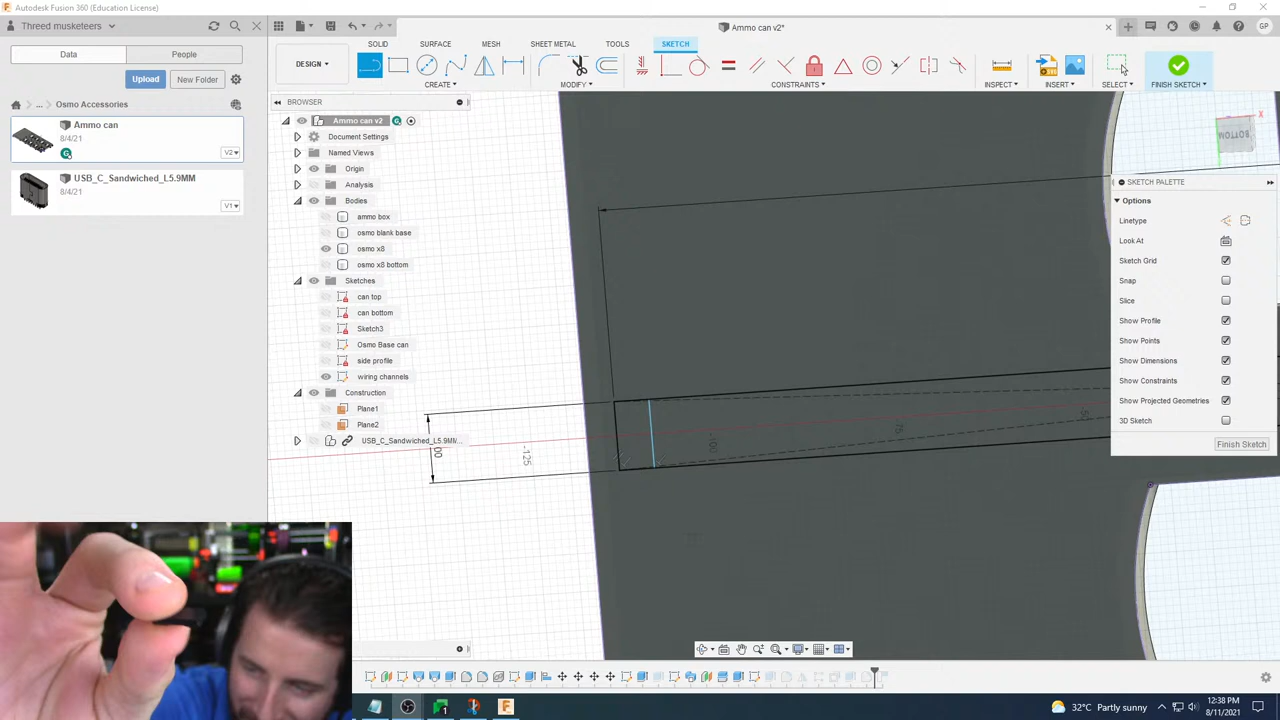 Autodesk Fusion 360 (Education License)
Threed musketeers
Ammo can v2*
GP
Data
People
Upload
New Folder
... Osmo Accessories
Ammo can
8/4/21
V2
USB_C_Sandwiched_L5.9MM
8/4/21
V1
DESIGN
SOLID
SURFACE
MESH
SHEET METAL
TOOLS
SKETCH
CREATE
MODIFY
CONSTRAINTS
INSPECT
INSERT
SELECT
FINISH SKETCH
BROWSER
Ammo can v2
Document Settings
Named Views
Origin
Analysis
Bodies
ammo box
osmo blank base
osmo x8
osmo x8 bottom
Sketches
can top
can bottom
Sketch3
Osmo Base can
side profile
wiring channels
Construction
Plane1
Plane2
USB_C_Sandwiched_L5.9MM...
BOTTOM
X
SKETCH PALETTE
Options
Linetype
Look At
Sketch Grid
Snap
Slice
Show Profile
Show Points
Show Dimensions
Show Constraints
Show Projected Geometries
3D Sketch
Finish Sketch
-125
-100
75
50
32°C Partly sunny
12:38 PM
8/11/2021